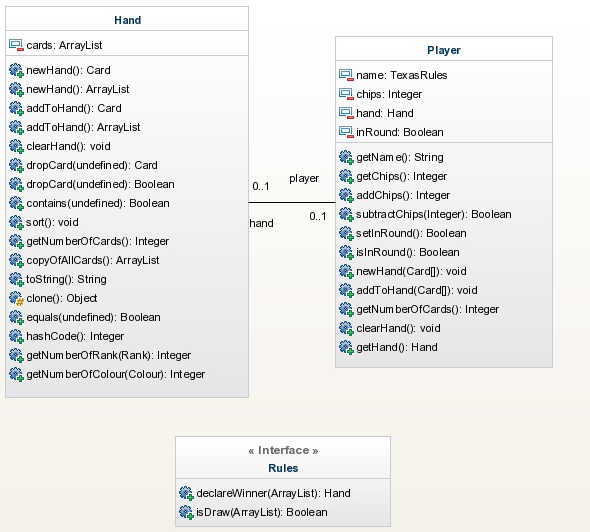 Hand
cards: ArrayList
newHand(): Card
newHand(): ArrayList
addToHand(): Card
addToHand(): ArrayList
clearHand(): void
dropCard(undefined): Card
dropCard(undefined): Boolean
contains(undefined): Boolean
sort(): void
getNumberOfCards(): Integer
copyOfAllCards(): ArrayList
toString(): String
clone(): Object
equals(undefined): Boolean
hashCode(): Integer
getNumberOfRank(Rank): Integer
getNumberOfColour(Colour): Integer
player
0..1
0..1
hand
Player
name: TexasRules
chips: Integer
hand: Hand
inRound: Boolean
getName(): String
getChips(): Integer
addChips(): Integer
subtractChips(Integer): Boolean
setInRound(): Boolean
isInRound(): Boolean
newHand(Card[]): void
addToHand(Card[]): void
getNumberOfCards(): Integer
clearHand(): void
getHand(): Hand
« Interface »
Rules
declareWinner(ArrayList): Hand
isDraw(ArrayList): Boolean